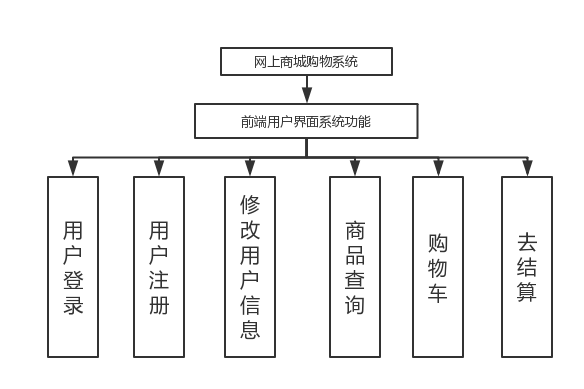 网上商城购物系统
前端用户界面系统功能
用户登录
用户注册
修改用户信息
商品查询
购物车
去结算